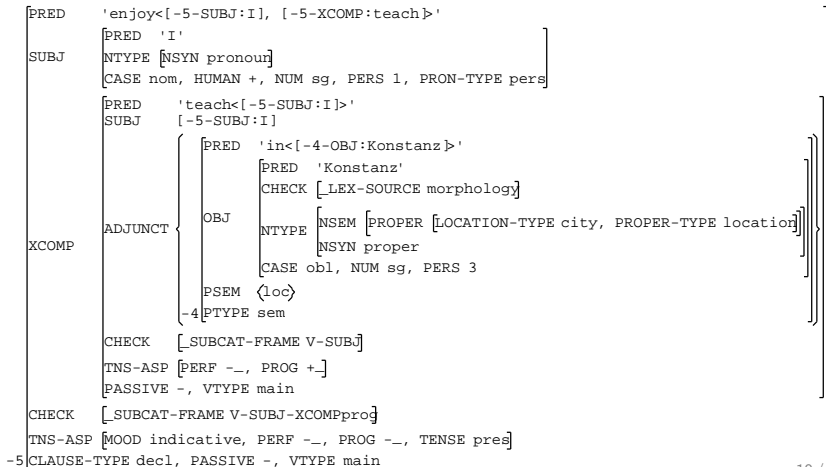 PRED 'enjoy<[-5-SUBJ:I], [-5-XCOMP:teach]>'
PRED 'I'
SUBJ NTYPE [NSYN pronoun]
CASE nom, HUMAN +, NUM sg, PERS 1, PRON-TYPE pers
PRED 'teach<[-5-SUBJ:I]>'
SUBJ [-5-SUBJ:I]
PRED 'in<[-4-OBJ:Konstanz]>'
PRED 'Konstanz'
CHECK [_LEX-SOURCE morphology]
OBJ
NTYPE [NSEM [PROPER [LOCATION-TYPE city, PROPER-TYPE location]]
ADJUNCT
XCOMP
NSYN proper
CASE obl, NUM sg, PERS 3
PSEM <loc>
-4 PTYPE sem
CHECK [_SUBCAT-FRAME V-SUBJ]
TNS-ASP [PERF -_, PROG +_]
PASSIVE -, VTYPE main
CHECK [_SUBCAT-FRAME V-SUBJ-XCOMPprog]
TNS-ASP [MOOD indicative, PERF -_, PROG -_, TENSE pres]
-5 CLAUSE-TYPE decl, PASSIVE -, VTYPE main